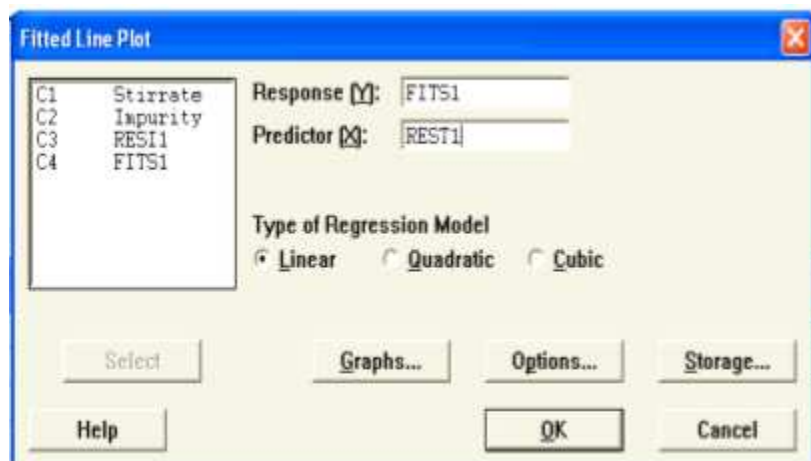 Fitted Line Plot
C1 Stirrate
C2 Impurity
C3 RESI1
C4 FITS1
Response (Y): FITS1
Predictor (X): REST1
Type of Regression Model
Linear Quadratic Cubic
Select Graphs... Options... Storage...
Help OK Cancel